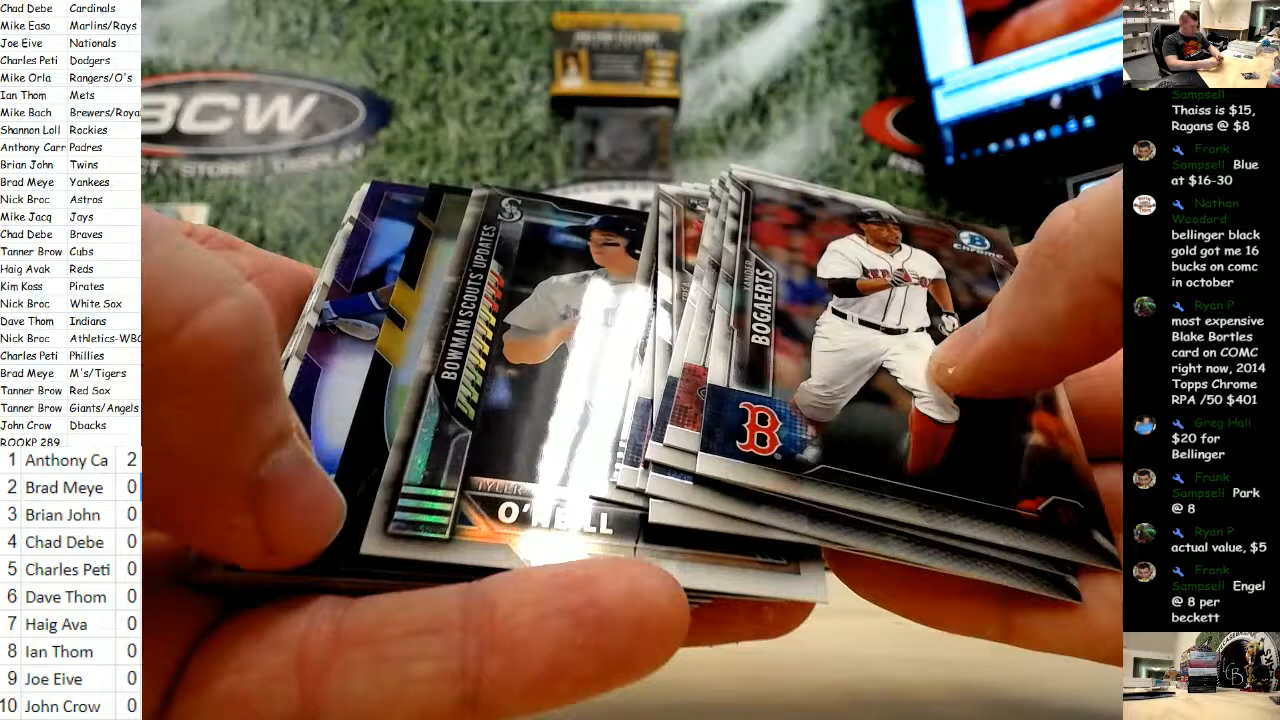 Chad Debe Cardinals
Mike Easo Marlins/Rays
Joe Eive Nationals
Charles Peti Dodgers
Mike Orla Rangers/O's
Ian Thom Mets
Mike Bach Brewers/Roya
Shannon Loll Rockies
Anthony Carr Padres
Brian John Twins
Brad Meye Yankees
Nick Broc Astros
Mike Jacq Jays
Chad Debe Braves
Tanner Brow Cubs
Haig Avak Reds
Kim Koss Pirates
Nick Broc White Sox
Dave Thom Indians
Nick Broc Athletics-WBC
Charles Peti Phillies
Brad Meye M's/Tigers
Tanner Brow Red Sox
Tanner Brow Giants/Angels
John Crow Dbacks
ROOKP 289
1 Anthony Ca 2
2 Brad Meye 0
3 Brian John 0
4 Chad Debe 0
5 Charles Peti 0
6 Dave Thom 0
7 Haig Ava 0
8 Ian Thom 0
9 Joe Eive 0
10 John Crow 0
BCW
STORE
BOWMAN SCOUTS' UPDATES
TYLER
O'NEILL
XANDER
BOGAERTS
B
Chrome
B
Sampsell
Thaiss is $15,
Ragans @ $8
Frank
Sampsell Blue
at $16-30
Nathan
Woodard
bellinger black
gold got me 16
bucks on comc
in october
Ryan P
most expensive
Blake Bortles
card on COMC
right now, 2014
Topps Chrome
RPA /50 $401
Greg Hall
$20 for
Bellinger
Frank
Sampsell Park
@ 8
Ryan P
actual value, $5
Frank
Sampsell Engel
@ 8 per
beckett